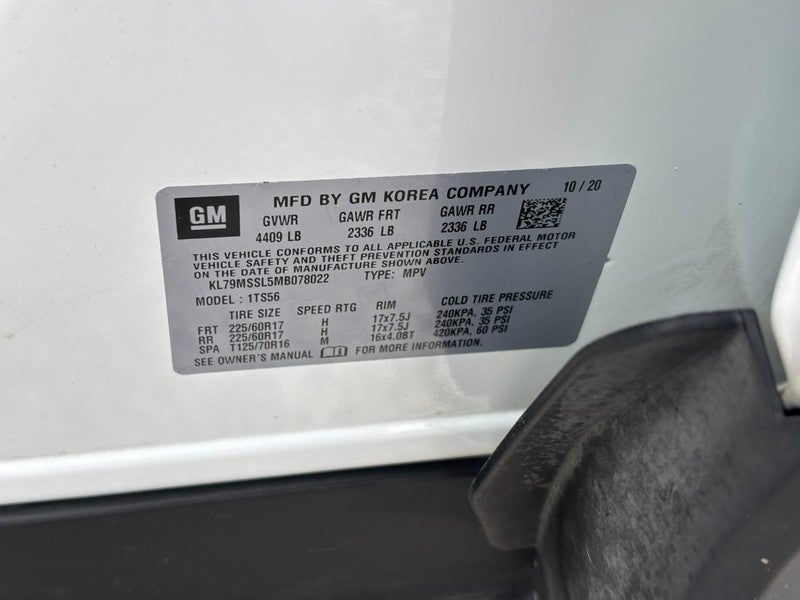 GM MFD BY GM KOREA COMPANY 10 / 20
GVWR GAWR FRT GAWR RR
4409 LB 2336 LB 2336 LB
THIS VEHICLE CONFORMS TO ALL APPLICABLE U.S. FEDERAL MOTOR
VEHICLE SAFETY AND THEFT PREVENTION STANDARDS IN EFFECT
ON THE DATE OF MANUFACTURE SHOWN ABOVE.
KL79MSSL5MB078022 TYPE: MPV
MODEL : 1TS56
TIRE SIZE SPEED RTG RIM COLD TIRE PRESSURE
FRT 225/60R17 H 17x7.5J 240KPA, 35 PSI
RR 225/60R17 H 17x7.5J 240KPA, 35 PSI
SPA T125/70R16 M 16x4.0BT 420KPA, 60 PSI
SEE OWNER'S MANUAL FOR MORE INFORMATION.